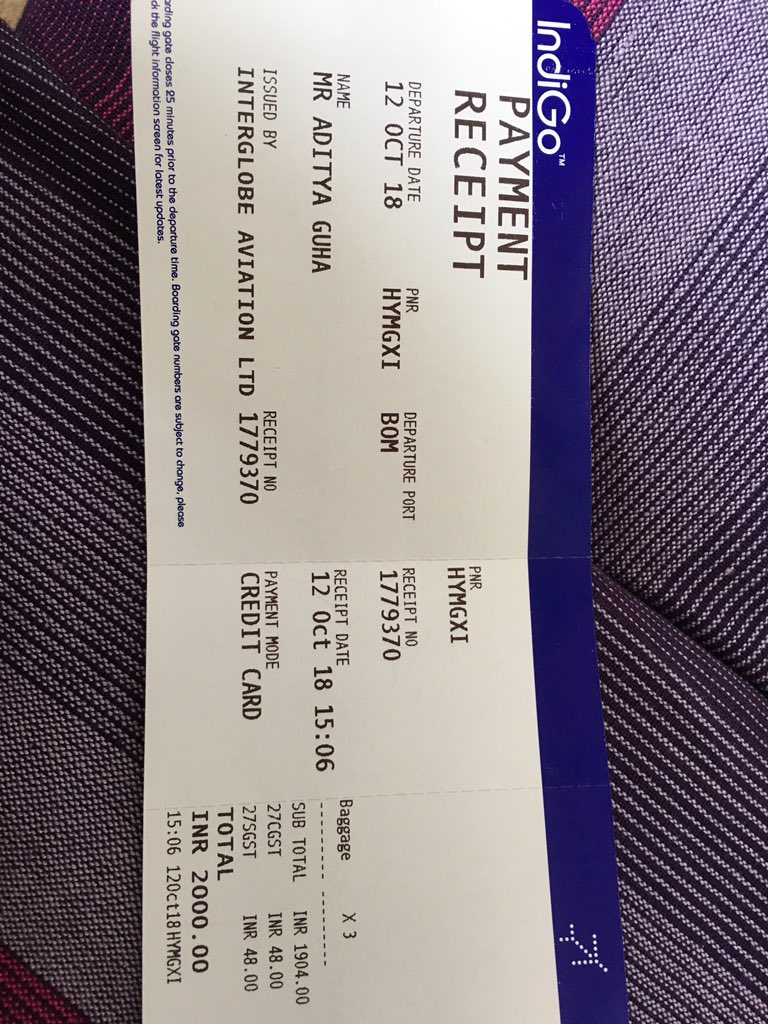 IndiGo™
PAYMENT
RECEIPT
DEPARTURE DATE PNR DEPARTURE PORT
12 OCT 18 HYMGXI BOM
NAME
MR ADITYA GUHA
ISSUED BY RECEIPT NO
INTERGLOBE AVIATION LTD 1779370
arding gate closes 25 minutes prior to the departure time. Boarding gate numbers are subject to change, please
ck the flight information screen for latest updates.
PNR
HYMGXI
RECEIPT NO
1779370
RECEIPT DATE
12 Oct 18 15:06
PAYMENT MODE
CREDIT CARD
Baggage X 3
--------- ---------
SUB TOTAL INR 1904.00
27CGST INR 48.00
27SGST INR 48.00
TOTAL
INR 2000.00
15:06 12Oct18HYMGXI